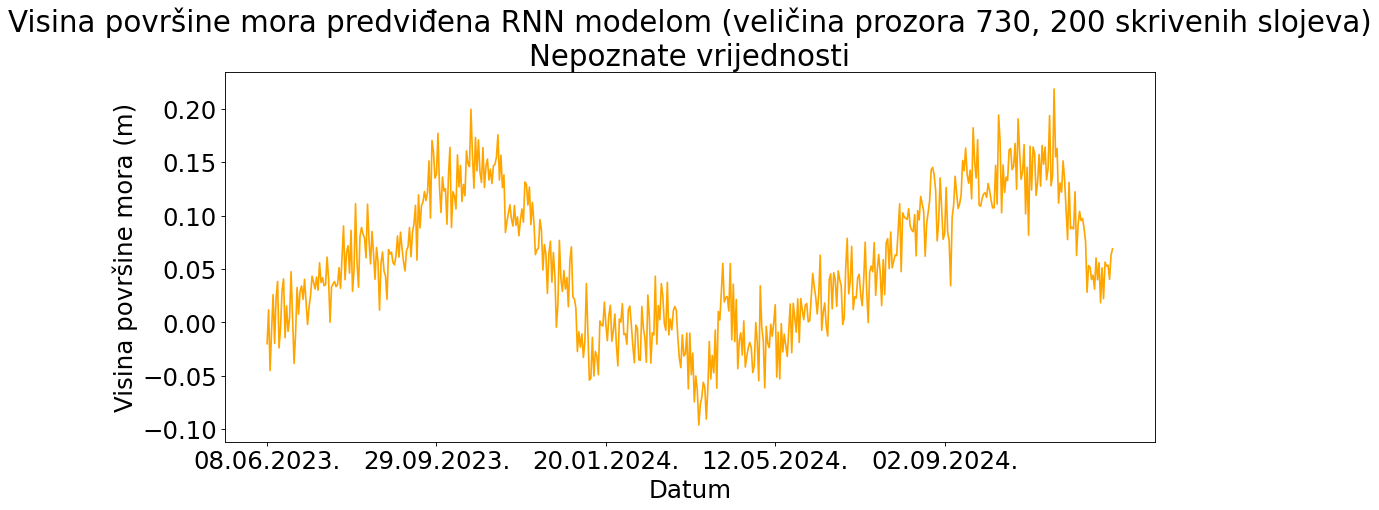 Visina površine mora predviđena RNN modelom (veličina prozora 730, 200 skrivenih slojeva)
Nepoznate vrijednosti
Visina površine mora (m)
0.20
0.15
0.10
0.05
0.00
−0.05
−0.10
08.06.2023. 29.09.2023. 20.01.2024. 12.05.2024. 02.09.2024.
Datum